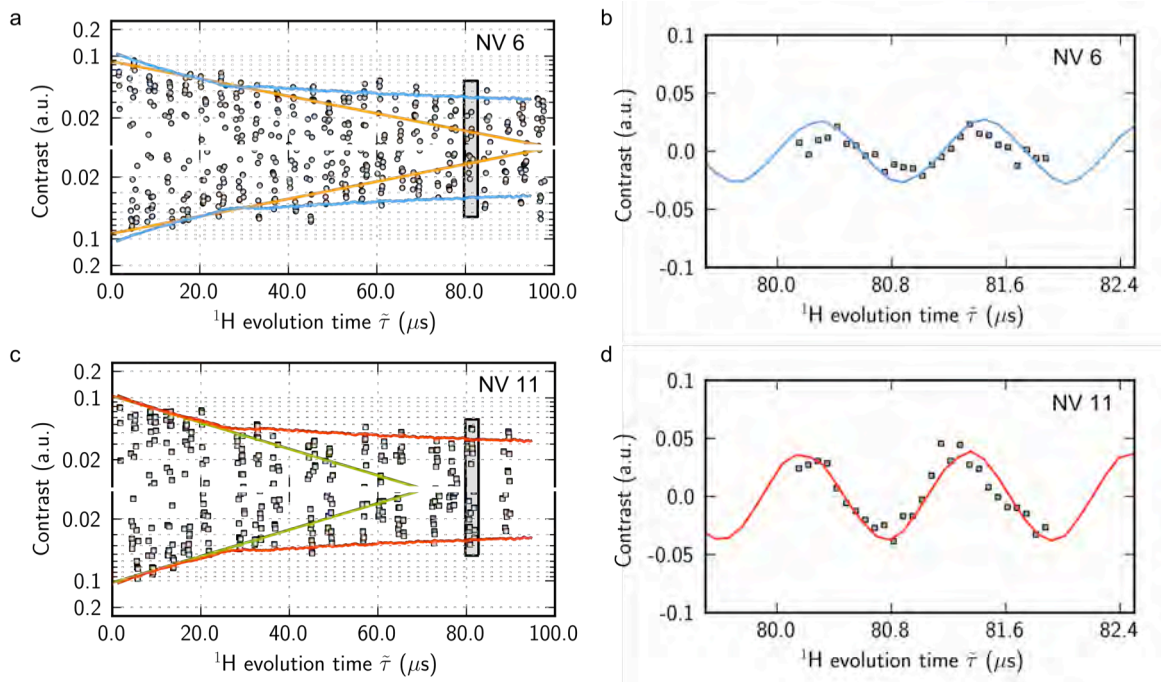 a
NV 6
Contrast (a.u.)
0.2
0.1
0.02
0.02
0.1
0.2
0.0 20.0 40.0 60.0 80.0 100.0
¹H evolution time τ̃ (μs)
b
NV 6
Contrast (a.u.)
0.1
0.05
0.0
-0.05
-0.1
80.0 80.8 81.6 82.4
¹H evolution time τ̃ (μs)
c
NV 11
Contrast (a.u.)
0.2
0.1
0.02
0.02
0.1
0.2
0.0 20.0 40.0 60.0 80.0 100.0
¹H evolution time τ̃ (μs)
d
NV 11
Contrast (a.u.)
0.1
0.05
0.0
-0.05
-0.1
80.0 80.8 81.6 82.4
¹H evolution time τ̃ (μs)